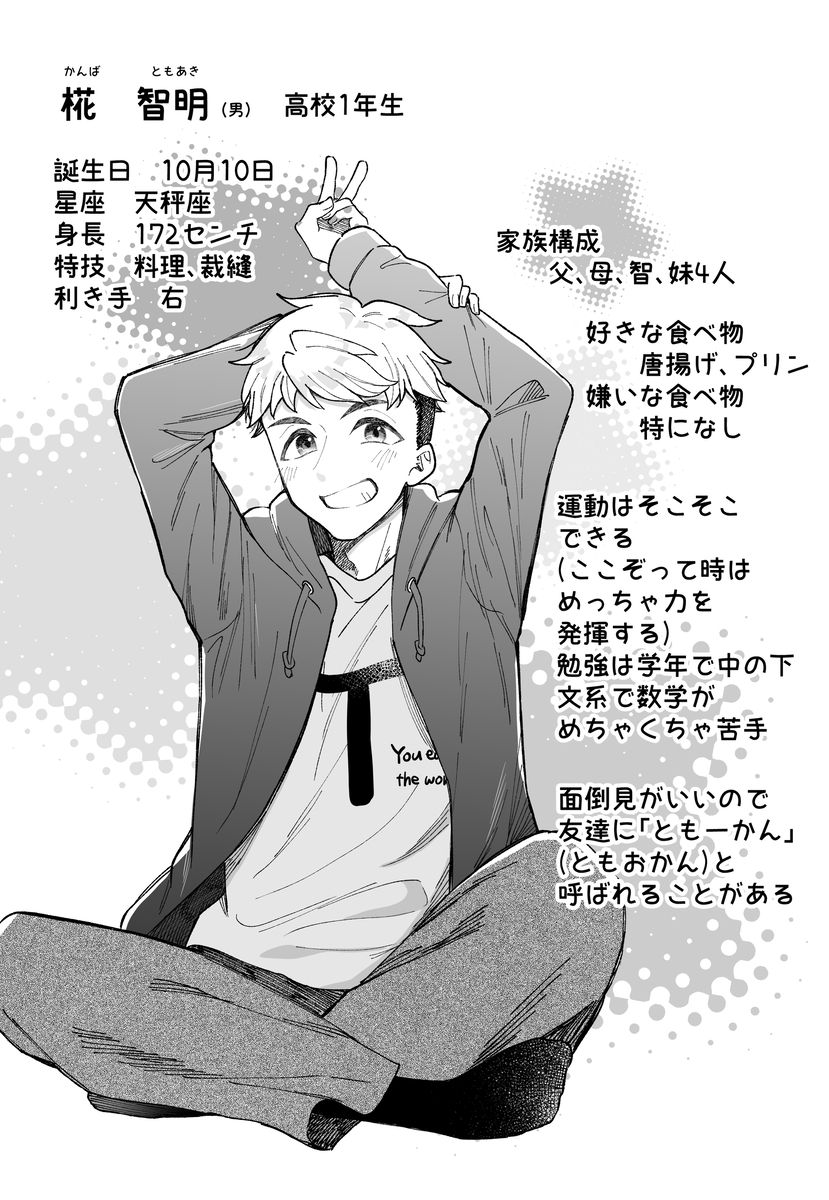 かんば ともあき
椛 智明(男) 高校1年生
誕生日 10月10日
星座 天秤座
身長 172センチ
特技 料理、裁縫
利き手 右
家族構成
父、母、智、妹4人
好きな食べ物
唐揚げ、プリン
嫌いな食べ物
特になし
運動はそこそこ
できる
(ここぞって時は
めっちゃ力を
発揮する)
勉強は学年で中の下
文系で数学が
めちゃくちゃ苦手
面倒見がいいので
友達に「ともーかん」
(ともおかん)と
呼ばれることがある
T
You
the